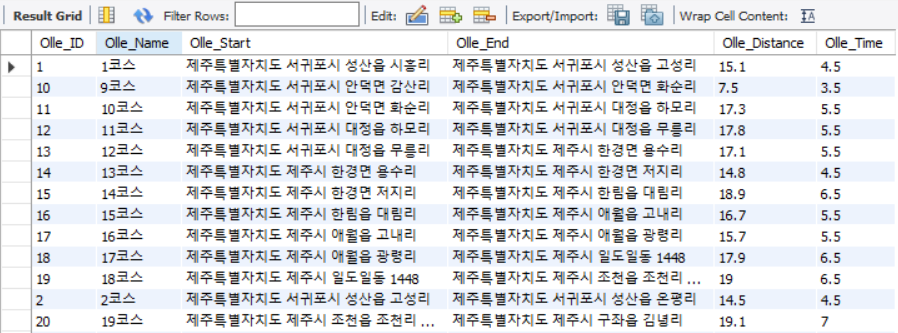 Result Grid Filter Rows: Edit: Export/Import: Wrap Cell Content: IA
Olle_ID Olle_Name Olle_Start Olle_End Olle_Distance Olle_Time
1 1코스 제주특별자치도 서귀포시 성산읍 시흥리 제주특별자치도 서귀포시 성산읍 고성리 15.1 4.5
10 9코스 제주특별자치도 서귀포시 안덕면 감산리 제주특별자치도 서귀포시 안덕면 화순리 7.5 3.5
11 10코스 제주특별자치도 서귀포시 안덕면 화순리 제주특별자치도 서귀포시 대정읍 하모리 17.3 5.5
12 11코스 제주특별자치도 서귀포시 대정읍 하모리 제주특별자치도 서귀포시 대정읍 무릉리 17.8 5.5
13 12코스 제주특별자치도 서귀포시 대정읍 무릉리 제주특별자치도 제주시 한경면 용수리 17.1 5.5
14 13코스 제주특별자치도 제주시 한경면 용수리 제주특별자치도 제주시 한경면 저지리 14.8 4.5
15 14코스 제주특별자치도 제주시 한경면 저지리 제주특별자치도 제주시 한림읍 대림리 18.9 6.5
16 15코스 제주특별자치도 제주시 한림읍 대림리 제주특별자치도 제주시 애월읍 고내리 16.7 5.5
17 16코스 제주특별자치도 제주시 애월읍 고내리 제주특별자치도 제주시 애월읍 광령리 15.7 5.5
18 17코스 제주특별자치도 제주시 애월읍 광령리 제주특별자치도 제주시 일도일동 1448 17.9 6.5
19 18코스 제주특별자치도 제주시 일도일동 1448 제주특별자치도 제주시 조천읍 조천리 ... 19 6.5
2 2코스 제주특별자치도 서귀포시 성산읍 고성리 제주특별자치도 서귀포시 성산읍 온평리 14.5 4.5
20 19코스 제주특별자치도 제주시 조천읍 조천리 ... 제주특별자치도 제주시 구좌읍 김녕리 19.1 7